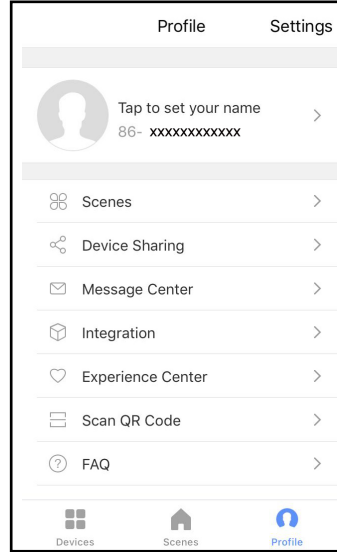 Profile Settings
Tap to set your name
86- xxxxxxxxxxxx
Scenes
Device Sharing
Message Center
Integration
Experience Center
Scan QR Code
? FAQ
Devices Scenes Profile